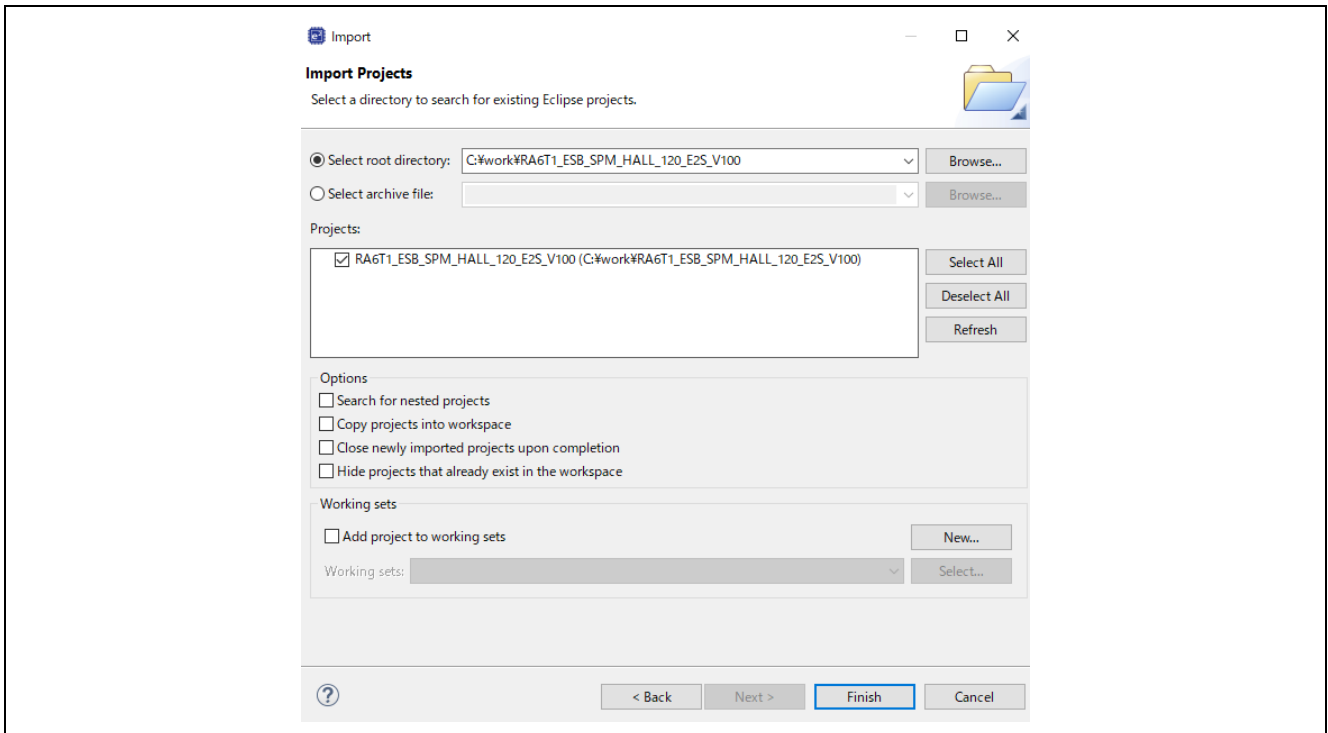 Import
Import Projects
Select a directory to search for existing Eclipse projects.
Select root directory: C:¥work¥RA6T1_ESB_SPM_HALL_120_E2S_V100 Browse...
Select archive file: Browse...
Projects:
RA6T1_ESB_SPM_HALL_120_E2S_V100 (C:¥work¥RA6T1_ESB_SPM_HALL_120_E2S_V100)
Select All
Deselect All
Refresh
Options
Search for nested projects
Copy projects into workspace
Close newly imported projects upon completion
Hide projects that already exist in the workspace
Working sets
Add project to working sets New...
Working sets: Select...
? < Back Next > Finish Cancel